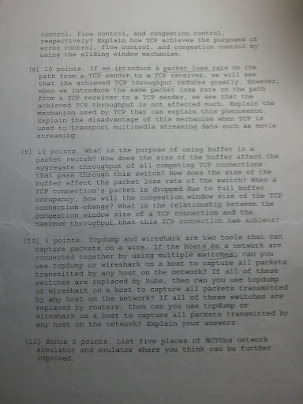 control, flow control, and congestion control,
respectively? Explain how TCP achieves the purposes of
error control, flow control, and congestion control by
using the sliding window mechanism.
[8] 10 points. If we introduce a packet loss rate on the
path from a TCP sender to a TCP receiver, we will see
that the achieved TCP throughput reduces greatly. However,
when we introduce the same packet loss rate on the path
from a TCP receiver to a TCP sender, we see that the
achieved TCP throughput is not affected much. Explain the
mechanism used by TCP that can explain this phenomenon.
Explain the disadvantage of this mechanism when TCP is
used to transport multimedia streaming data such as movie
streaming.
[9] 10 points. What is the purpose of using buffer in a
packet switch? How does the size of the buffer affect the
aggregate throughput of all competing TCP connections
that pass through this switch? How does the size of the
buffer affect the packet loss rate of the switch? When a
TCP connection's packet is dropped due to full buffer
occupancy, how will the congestion window size of the TCP
connection change? What is the relationship between the
congestion window size of a TCP connection and the
maximum throughput that this TCP connection can achieve?
[10] 5 points. Tcpdump and wireshark are two tools that can
capture packets on a wire. If the hosts on a network are
connected together by using multiple switches, can you
use tcpdump or wireshark on a host to capture all packets
transmitted by any host on the network? If all of these
switches are replaced by hubs, then can you use tcpdump
or wireshark on a host to capture all packets transmitted
by any host on the network? If all of these switches are
replaced by routers, then can you use tcpdump or
wireshark on a host to capture all packets transmitted by
any host on the network? Explain your answers.
[11] Bonus 5 points. List five places of NCTUns network
simulator and emulator where you think can be further
improved.